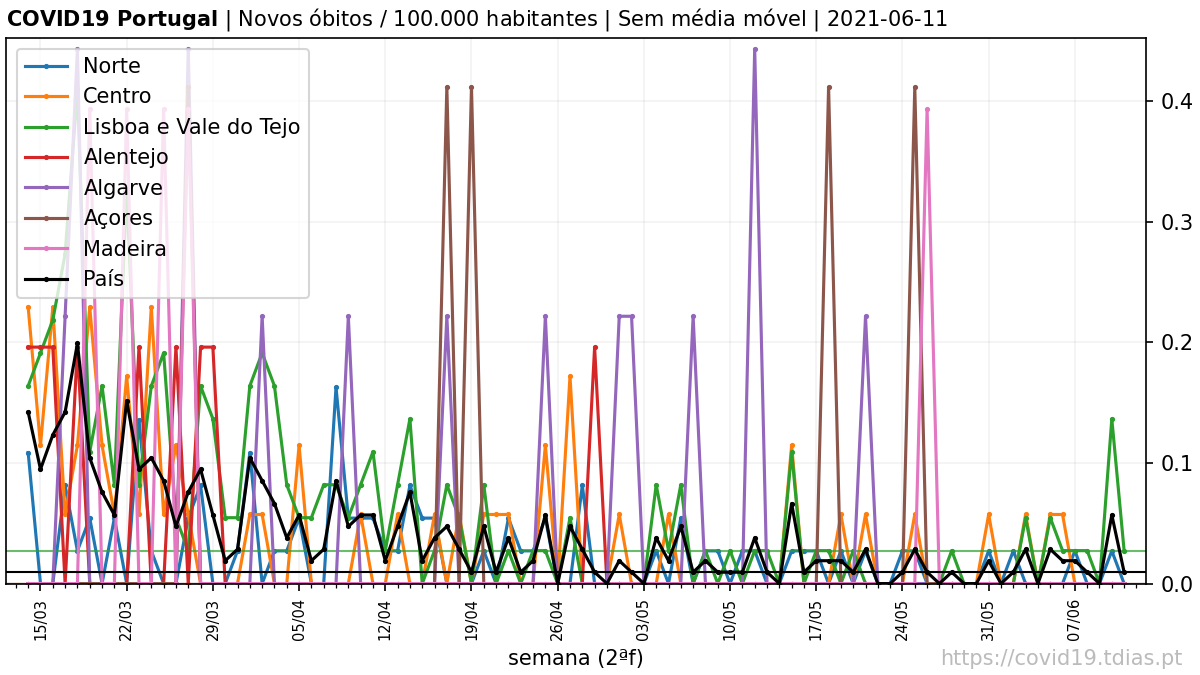 COVID19 Portugal | Novos óbitos / 100.000 habitantes | Sem média móvel | 2021-06-11
Norte
Centro
Lisboa e Vale do Tejo
Alentejo
Algarve
Açores
Madeira
País
0.4
0.3
0.2
0.1
0.0
15/03 22/03 29/03 05/04 12/04 19/04 26/04 03/05 10/05 17/05 24/05 31/05 07/06
semana (2ªf)
https://covid19.tdias.pt